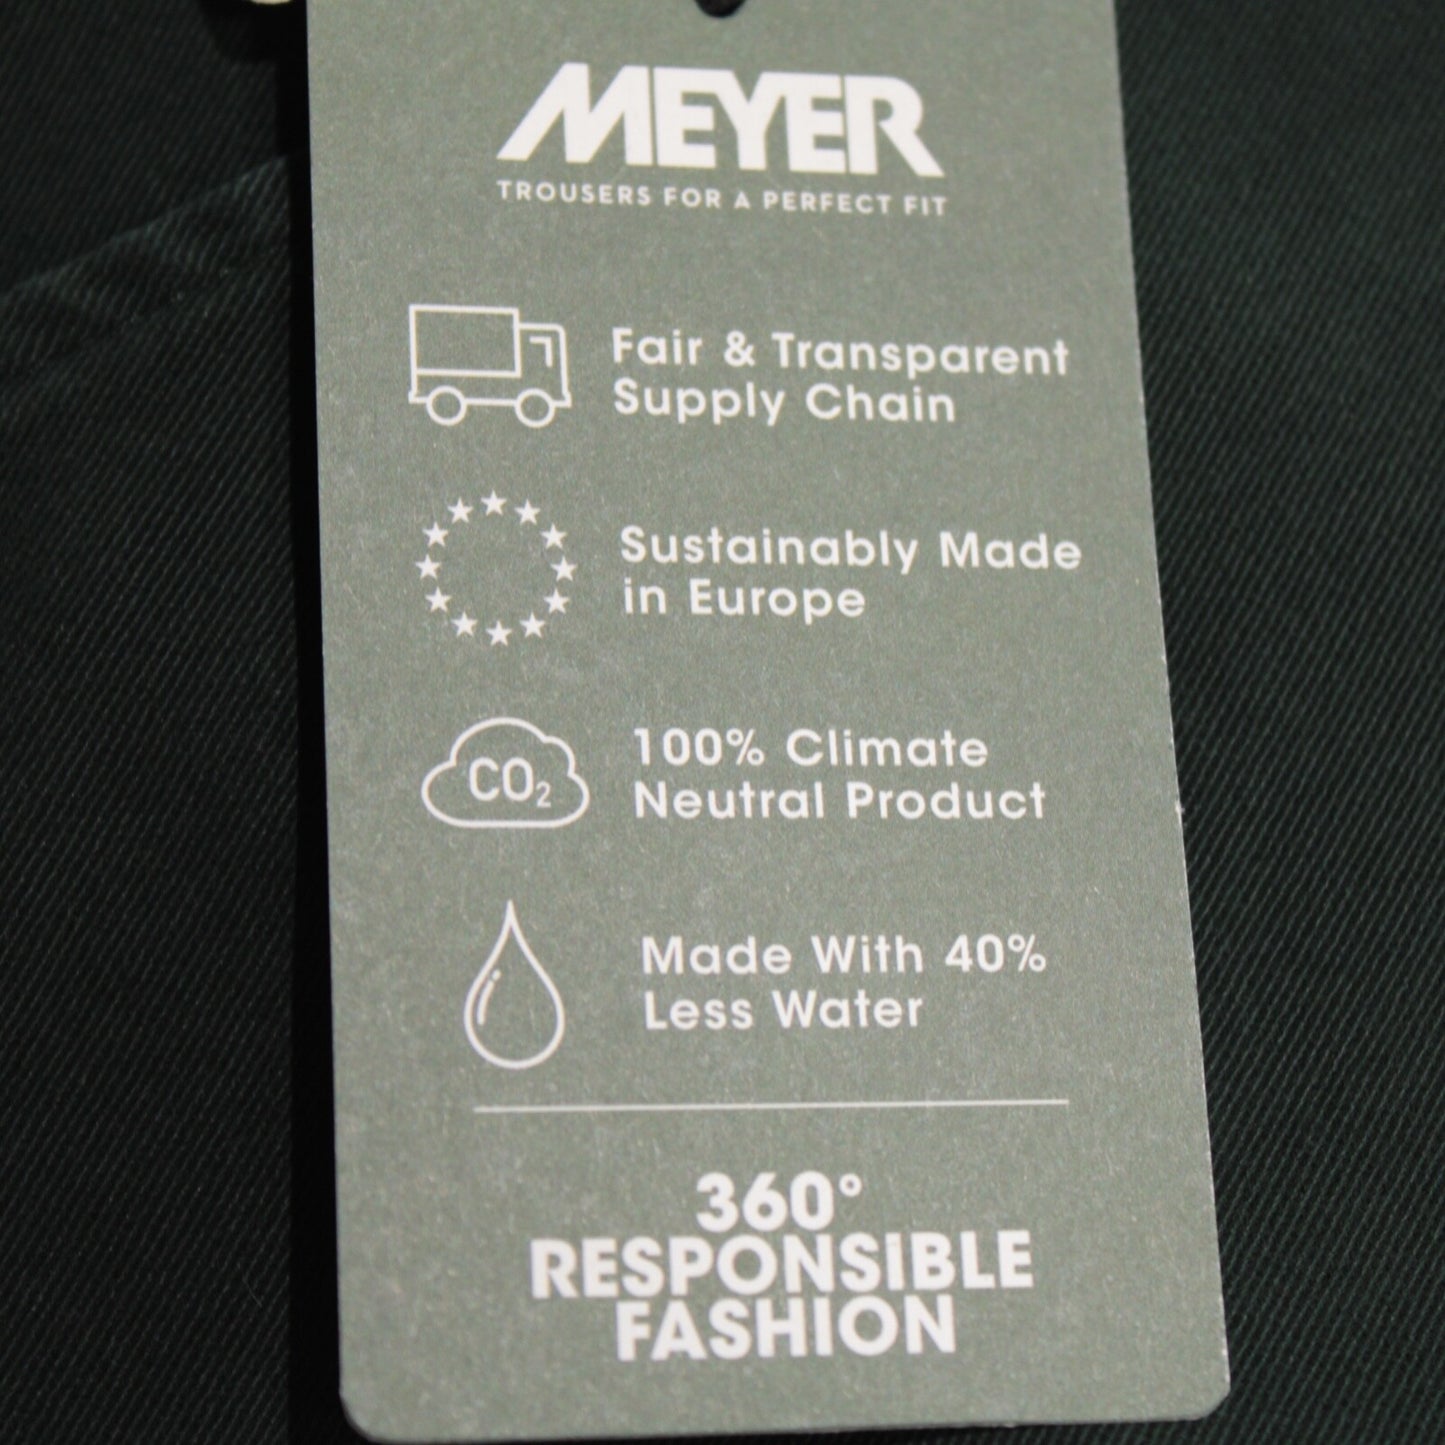 MEYER
TROUSERS FOR A PERFECT FIT
Fair & Transparent
Supply Chain
Sustainably Made
in Europe
CO₂
100% Climate
Neutral Product
Made With 40%
Less Water
360°
RESPONSIBLE
FASHION